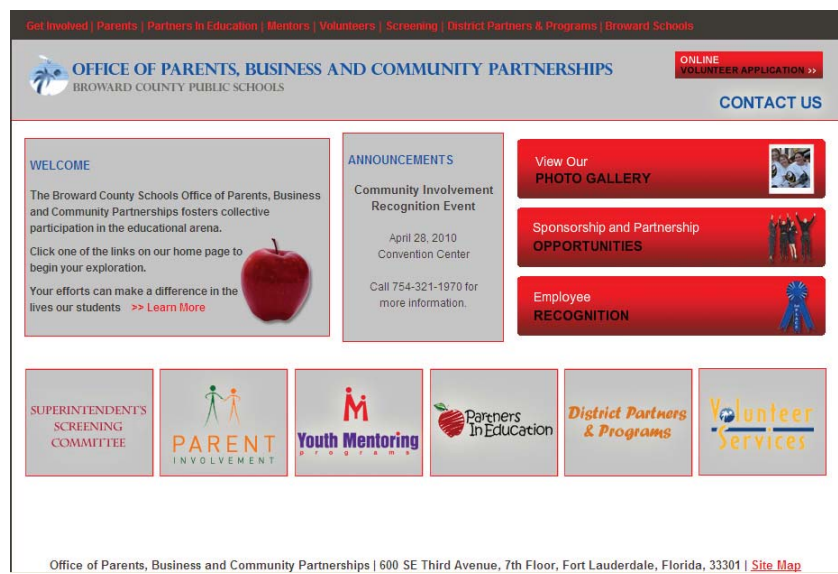 Get Involved | Parents | Partners In Education | Mentors | Volunteers | Screening | District Partners & Programs | Broward Schools
OFFICE OF PARENTS, BUSINESS AND COMMUNITY PARTNERSHIPS
BROWARD COUNTY PUBLIC SCHOOLS
ONLINE
VOLUNTEER APPLICATION >>
CONTACT US
WELCOME
The Broward County Schools Office of Parents, Business
and Community Partnerships fosters collective
participation in the educational arena.
Click one of the links on our home page to
begin your exploration.
Your efforts can make a difference in the
lives our students >> Learn More
ANNOUNCEMENTS
Community Involvement
Recognition Event
April 28, 2010
Convention Center
Call 754-321-1970 for
more information.
View Our
PHOTO GALLERY
Sponsorship and Partnership
OPPORTUNITIES
Employee
RECOGNITION
SUPERINTENDENT'S
SCREENING
COMMITTEE
PARENT
INVOLVEMENT
Youth Mentoring
programs
Partners
In Education
District Partners
& Programs
Volunteer
Services
Office of Parents, Business and Community Partnerships | 600 SE Third Avenue, 7th Floor, Fort Lauderdale, Florida, 33301 | Site Map